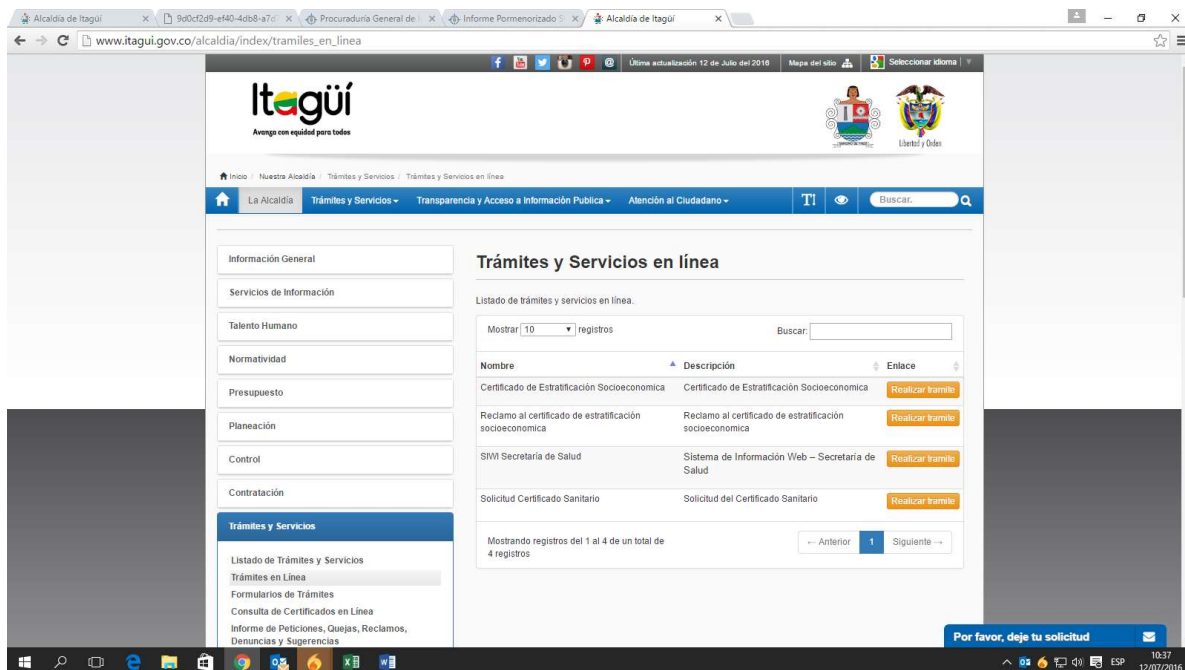 Alcaldía de Itagüí
9d0cf2d9-ef40-4db8-a7d
Procuraduría General de
Informe Pormenorizado S
Alcaldía de Itagüí
www.itagui.gov.co/alcaldia/index/tramiles_en_linea
Última actualización 12 de Julio del 2016
Mapa del sitio
Seleccionar idioma
Itagüí
Avanza con equidad para todos
Libertad y Orden
Inicio / Nuestra Alcaldía / Trámites y Servicios / Trámites y Servicios en línea
La Alcaldía
Trámites y Servicios
Transparencia y Acceso a Información Publica
Atención al Ciudadano
T!
Buscar.
Información General
Servicios de Información
Talento Humano
Normatividad
Presupuesto
Planeación
Control
Contratación
Trámites y Servicios
Listado de Trámites y Servicios
Trámites en Línea
Formularios de Trámites
Consulta de Certificados en Línea
Informe de Peticiones, Quejas, Reclamos,
Denuncias y Sugerencias
Trámites y Servicios en línea
Listado de trámites y servicios en línea.
Mostrar 10 registros
Buscar:
Nombre Descripción Enlace
Certificado de Estratificación Socioeconomica Certificado de Estratificación Socioeconomica Realizar tramite
Reclamo al certificado de estratificación Reclamo al certificado de estratificación Realizar tramite
socioeconomica socioeconomica
SIWI Secretaría de Salud Sistema de Información Web – Secretaría de Realizar tramite
Salud
Solicitud Certificado Sanitario Solicitud del Certificado Sanitario Realizar tramite
Mostrando registros del 1 al 4 de un total de
4 registros
← Anterior 1 Siguiente →
Por favor, deje tu solicitud
ESP
10:37
12/07/2016